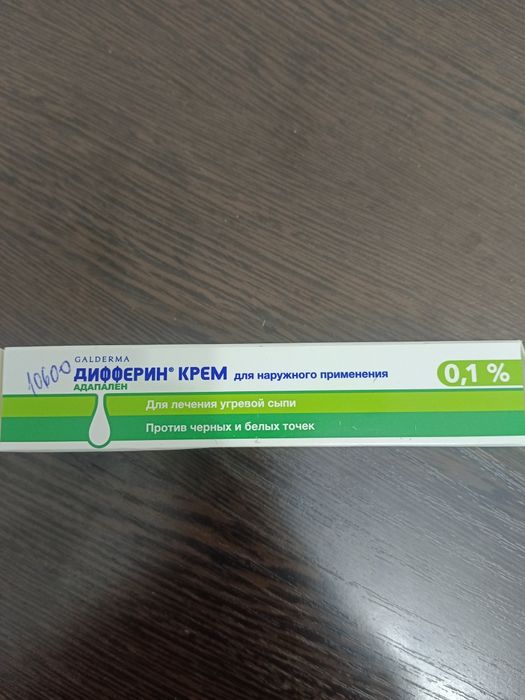 GALDERMA
10600
ДИФФЕРИН® КРЕМ для наружного применения 0,1 %
АДАПАЛЕН
Для лечения угревой сыпи
Против черных и белых точек